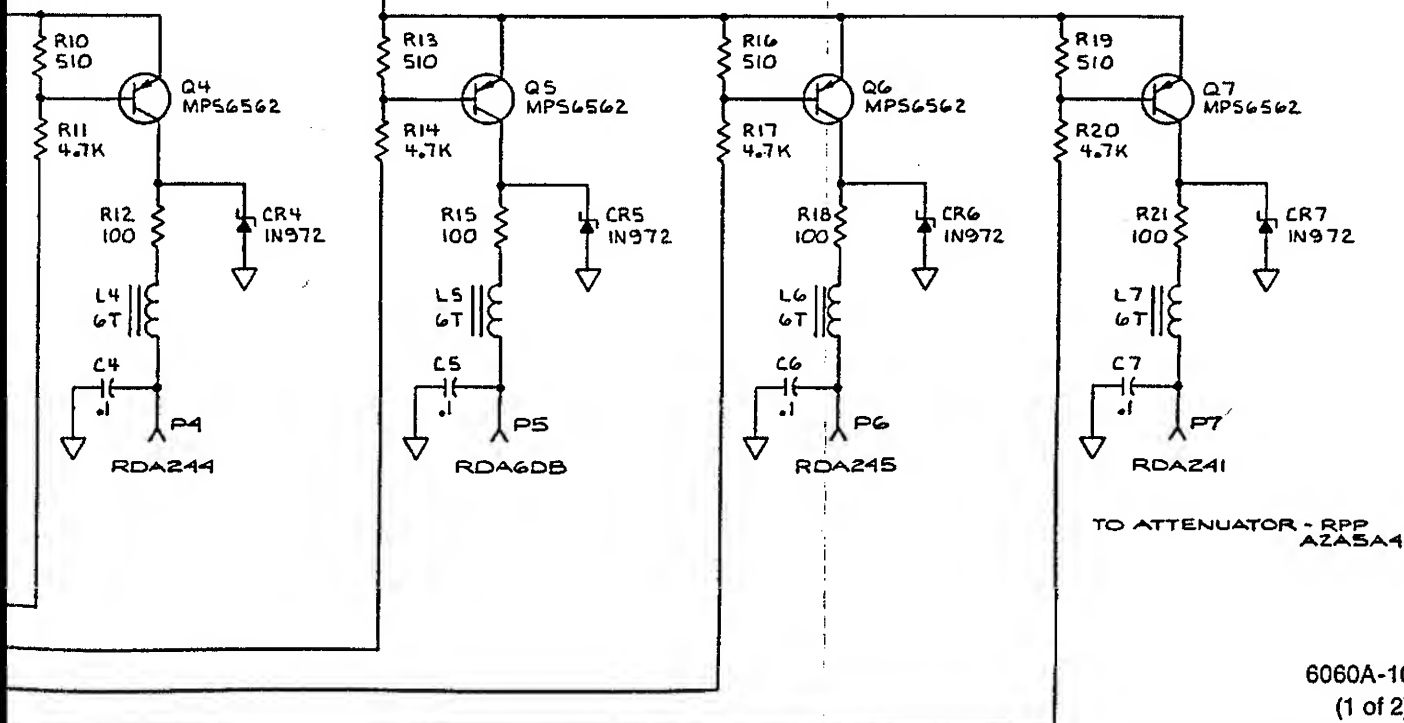 R10
510
R13
510
R16
510
R19
510
Q4
MPS6562
Q5
MPS6562
Q6
MPS6562
Q7
MPS6562
R11
4.7K
R14
4.7K
R17
4.7K
R20
4.7K
R12
100
CR4
1N972
R15
100
CR5
1N972
R18
100
CR6
1N972
R21
100
CR7
1N972
L4
6T
L5
6T
L6
6T
L7
6T
C4
.1
C5
.1
C6
.1
C7
.1
P4
P5
P6
P7
RDA244
RDA6DB
RDA245
RDA241
TO ATTENUATOR - RPP
A2A5A4
6060A-10
(1 of 2)